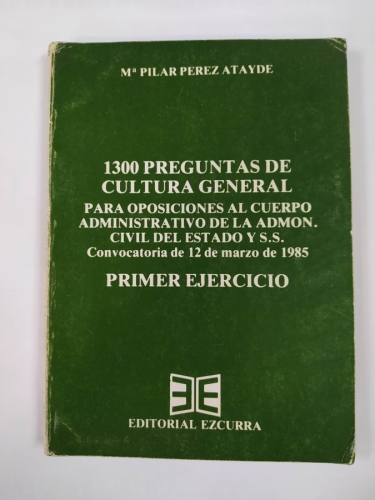 Mª PILAR PEREZ ATAYDE
1300 PREGUNTAS DE
CULTURA GENERAL
PARA OPOSICIONES AL CUERPO
ADMINISTRATIVO DE LA ADMON.
CIVIL DEL ESTADO Y S.S.
Convocatoria de 12 de marzo de 1985
PRIMER EJERCICIO
EDITORIAL EZCURRA